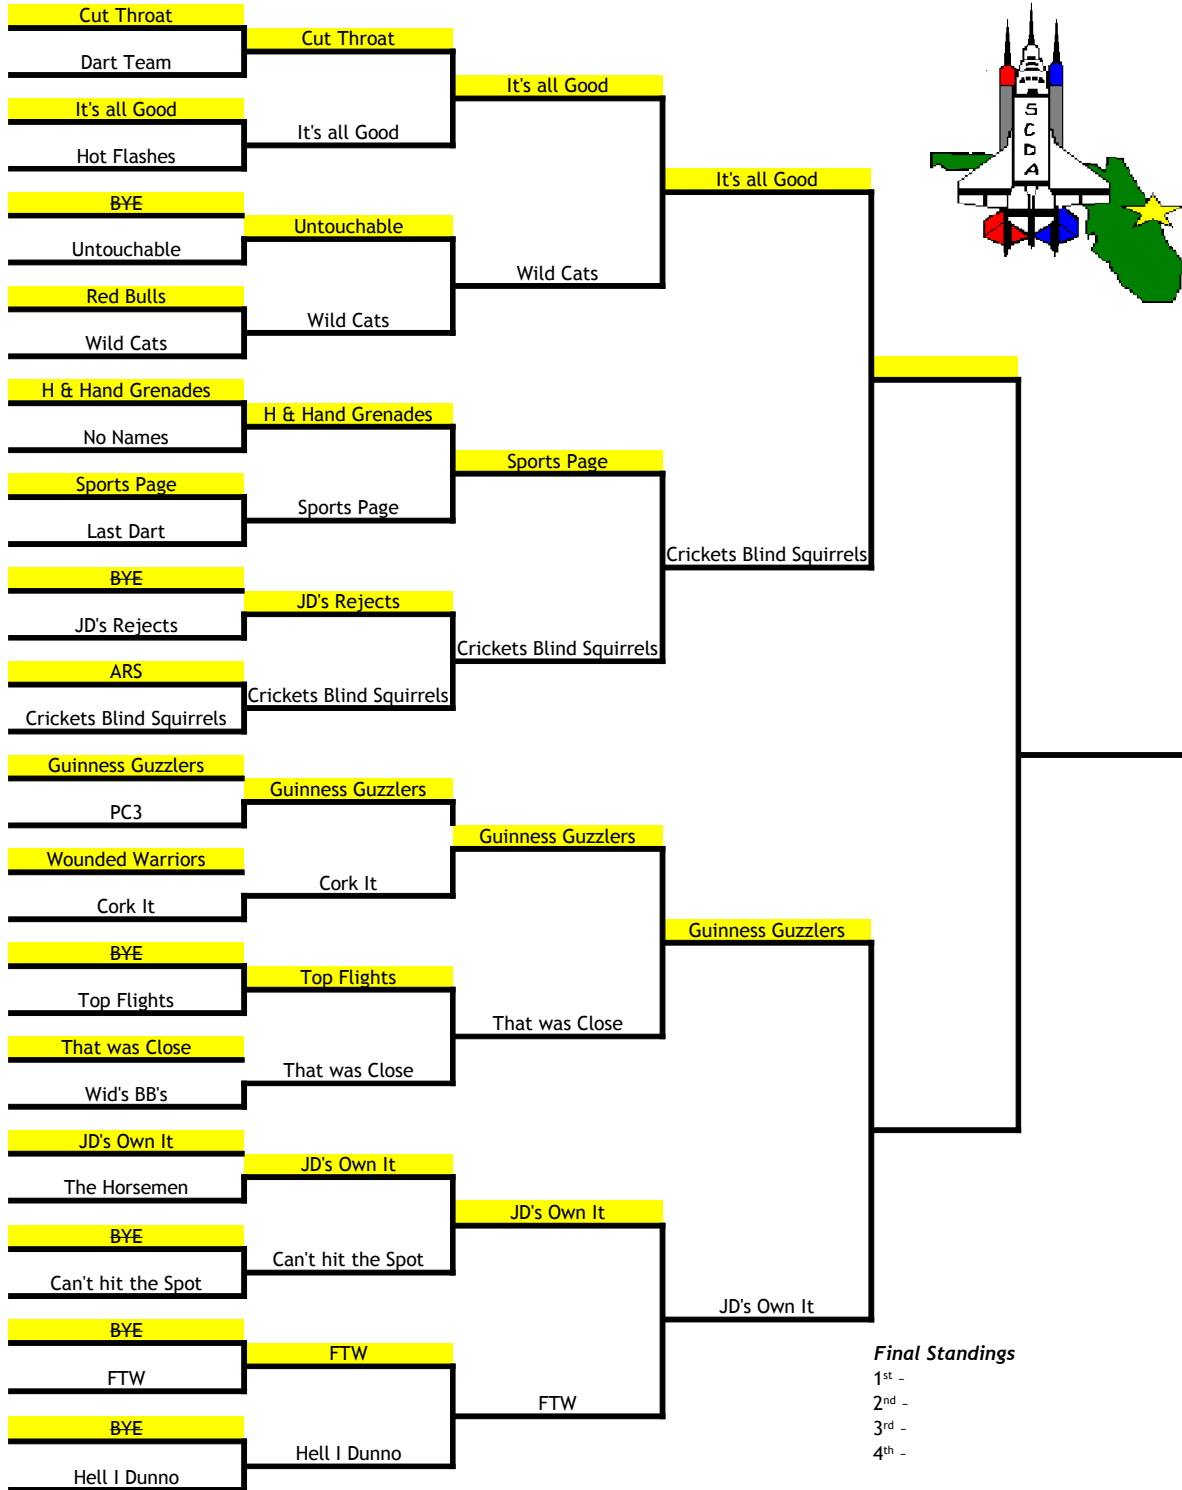 Cut Throat
Dart Team
It's all Good
Hot Flashes
BYE
Untouchable
Red Bulls
Wild Cats
H & Hand Grenades
No Names
Sports Page
Last Dart
BYE
JD's Rejects
ARS
Crickets Blind Squirrels
Guinness Guzzlers
PC3
Wounded Warriors
Cork It
BYE
Top Flights
That was Close
Wid's BB's
JD's Own It
The Horsemen
BYE
Can't hit the Spot
BYE
FTW
BYE
Hell I Dunno
Cut Throat
It's all Good
Untouchable
Wild Cats
H & Hand Grenades
Sports Page
JD's Rejects
Crickets Blind Squirrels
Guinness Guzzlers
Cork It
Top Flights
That was Close
JD's Own It
Can't hit the Spot
FTW
Hell I Dunno
It's all Good
Wild Cats
Sports Page
Crickets Blind Squirrels
Guinness Guzzlers
That was Close
JD's Own It
FTW
It's all Good
Crickets Blind Squirrels
Guinness Guzzlers
JD's Own It
S
C
D
A
Final Standings
1st -
2nd -
3rd -
4th -